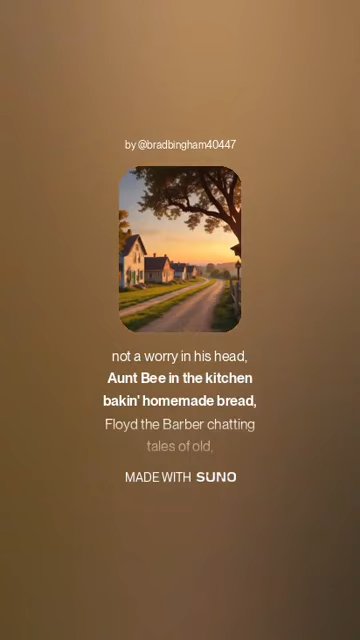 by @bradbingham40447
not a worry in his head,
Aunt Bee in the kitchen
bakin' homemade bread,
Floyd the Barber chatting
tales of old,
MADE WITH SUNO